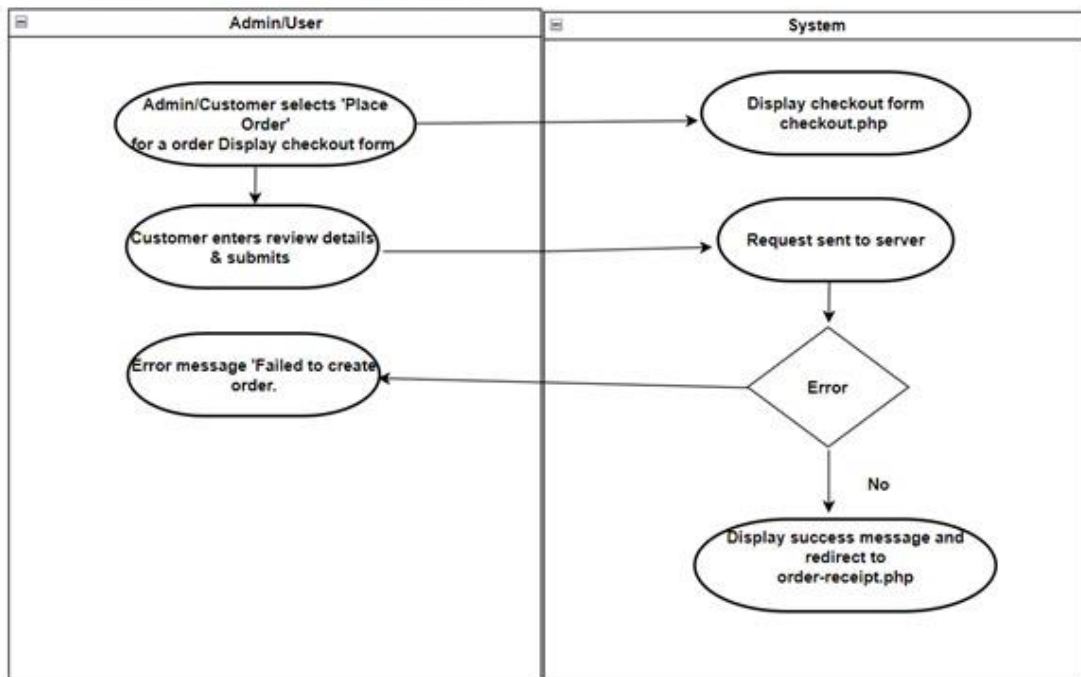 Admin/User
System
Admin/Customer selects 'Place
Order'
for a order Display checkout form
Display checkout form
checkout.php
Customer enters review details
& submits
Request sent to server
Error message 'Failed to create
order.
Error
No
Display success message and
redirect to
order-receipt.php